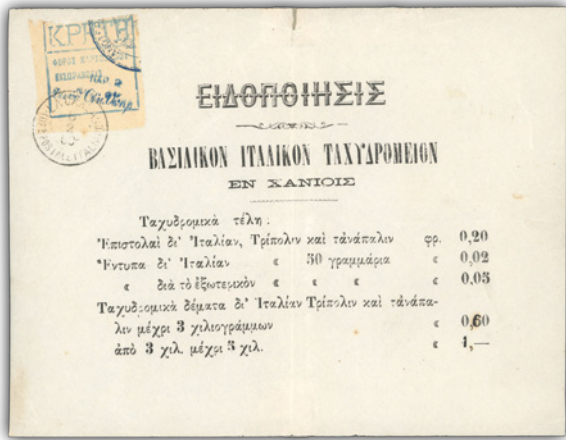 ΚΡΗΤΗ
ΕΙΔΟΠΟΙΗΣΙΣ
ΒΑΣΙΛΙΚΟΝ ΙΤΑΛΙΚΟΝ ΤΑΧΥΔΡΟΜΕΙΟΝ
ΕΝ ΧΑΝΙΟΙΣ
Ταχυδρομικὰ τέλη:
Ἐπιστολαὶ δι' Ἰταλίαν, Τρίπολιν καὶ τἀνάπαλιν φρ. 0,20
Ἔντυπα δι' Ἰταλίαν « 50 γραμμάρια « 0,02
« διὰ τὸ ἐξωτερικὸν « « « « 0,05
Ταχυδρομικὰ δέματα δι' Ἰταλίαν Τρίπολιν καὶ τἀνάπα-
λιν μέχρι 3 χιλιογράμμων « 0,60
ἀπὸ 3 χιλ. μέχρι 5 χιλ. « 1,—